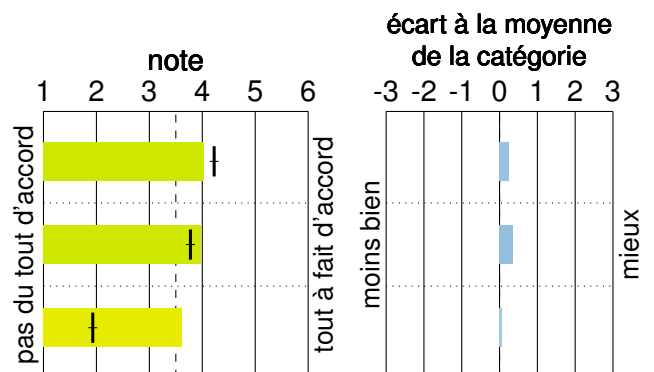 note
1 2 3 4 5 6
pas du tout d'accord
tout à fait d'accord
écart à la moyenne
de la catégorie
-3 -2 -1 0 1 2 3
moins bien
mieux